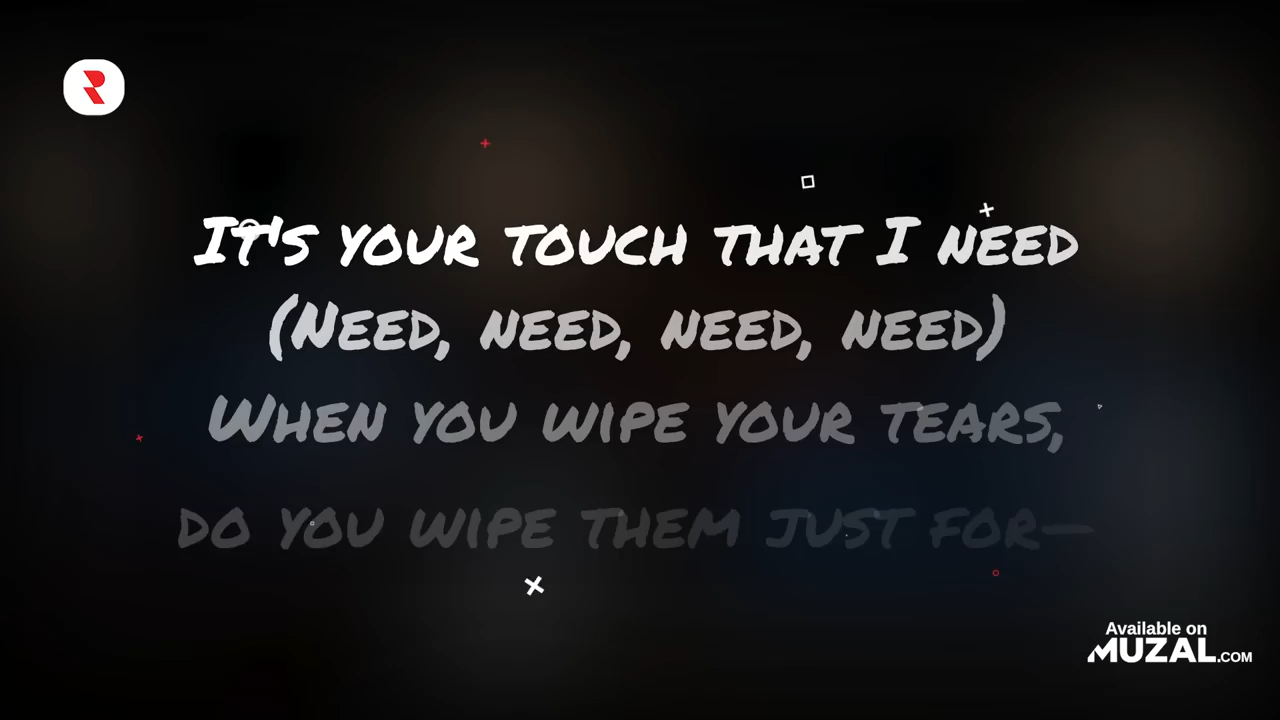 It's your touch that I need
(Need, need, need, need)
When you wipe your tears,
do you wipe them just for—
Available on
MUZAL.COM